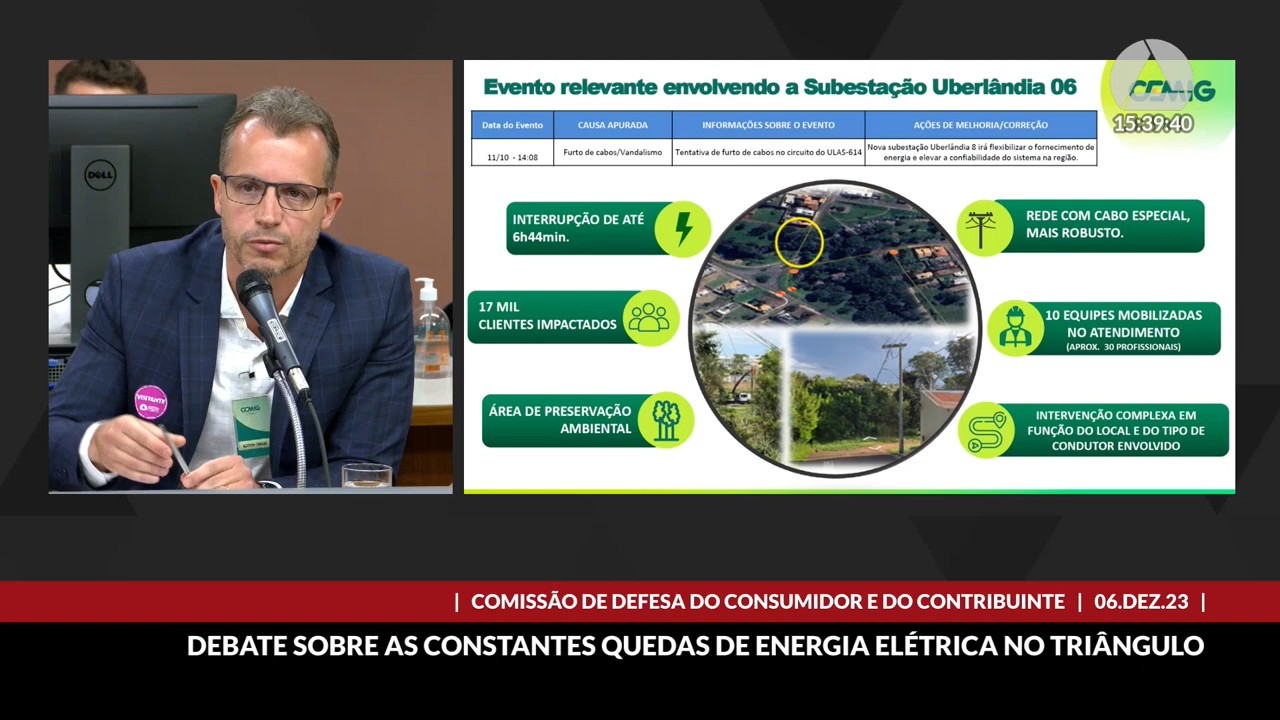 Evento relevante envolvendo a Subestação Uberlândia 06
CEMIG
15:39:40
Data do Evento
CAUSA APURADA
INFORMAÇÕES SOBRE O EVENTO
AÇÕES DE MELHORIA/CORREÇÃO
11/10 - 14:08
Furto de cabos/Vandalismo
Tentativa de furto de cabos no circuito do ULAS-614
Nova subestação Uberlândia 8 irá flexibilizar o fornecimento de
energia e elevar a confiabilidade do sistema na região.
DELL
INTERRUPÇÃO DE ATÉ
6h44min.
REDE COM CABO ESPECIAL,
MAIS ROBUSTO.
17 MIL
CLIENTES IMPACTADOS
10 EQUIPES MOBILIZADAS
NO ATENDIMENTO
(APROX. 30 PROFISSIONAIS)
ÁREA DE PRESERVAÇÃO
AMBIENTAL
INTERVENÇÃO COMPLEXA EM
FUNÇÃO DO LOCAL E DO TIPO DE
CONDUTOR ENVOLVIDO
CEMIG
| COMISSÃO DE DEFESA DO CONSUMIDOR E DO CONTRIBUINTE | 06.DEZ.23 |
DEBATE SOBRE AS CONSTANTES QUEDAS DE ENERGIA ELÉTRICA NO TRIÂNGULO